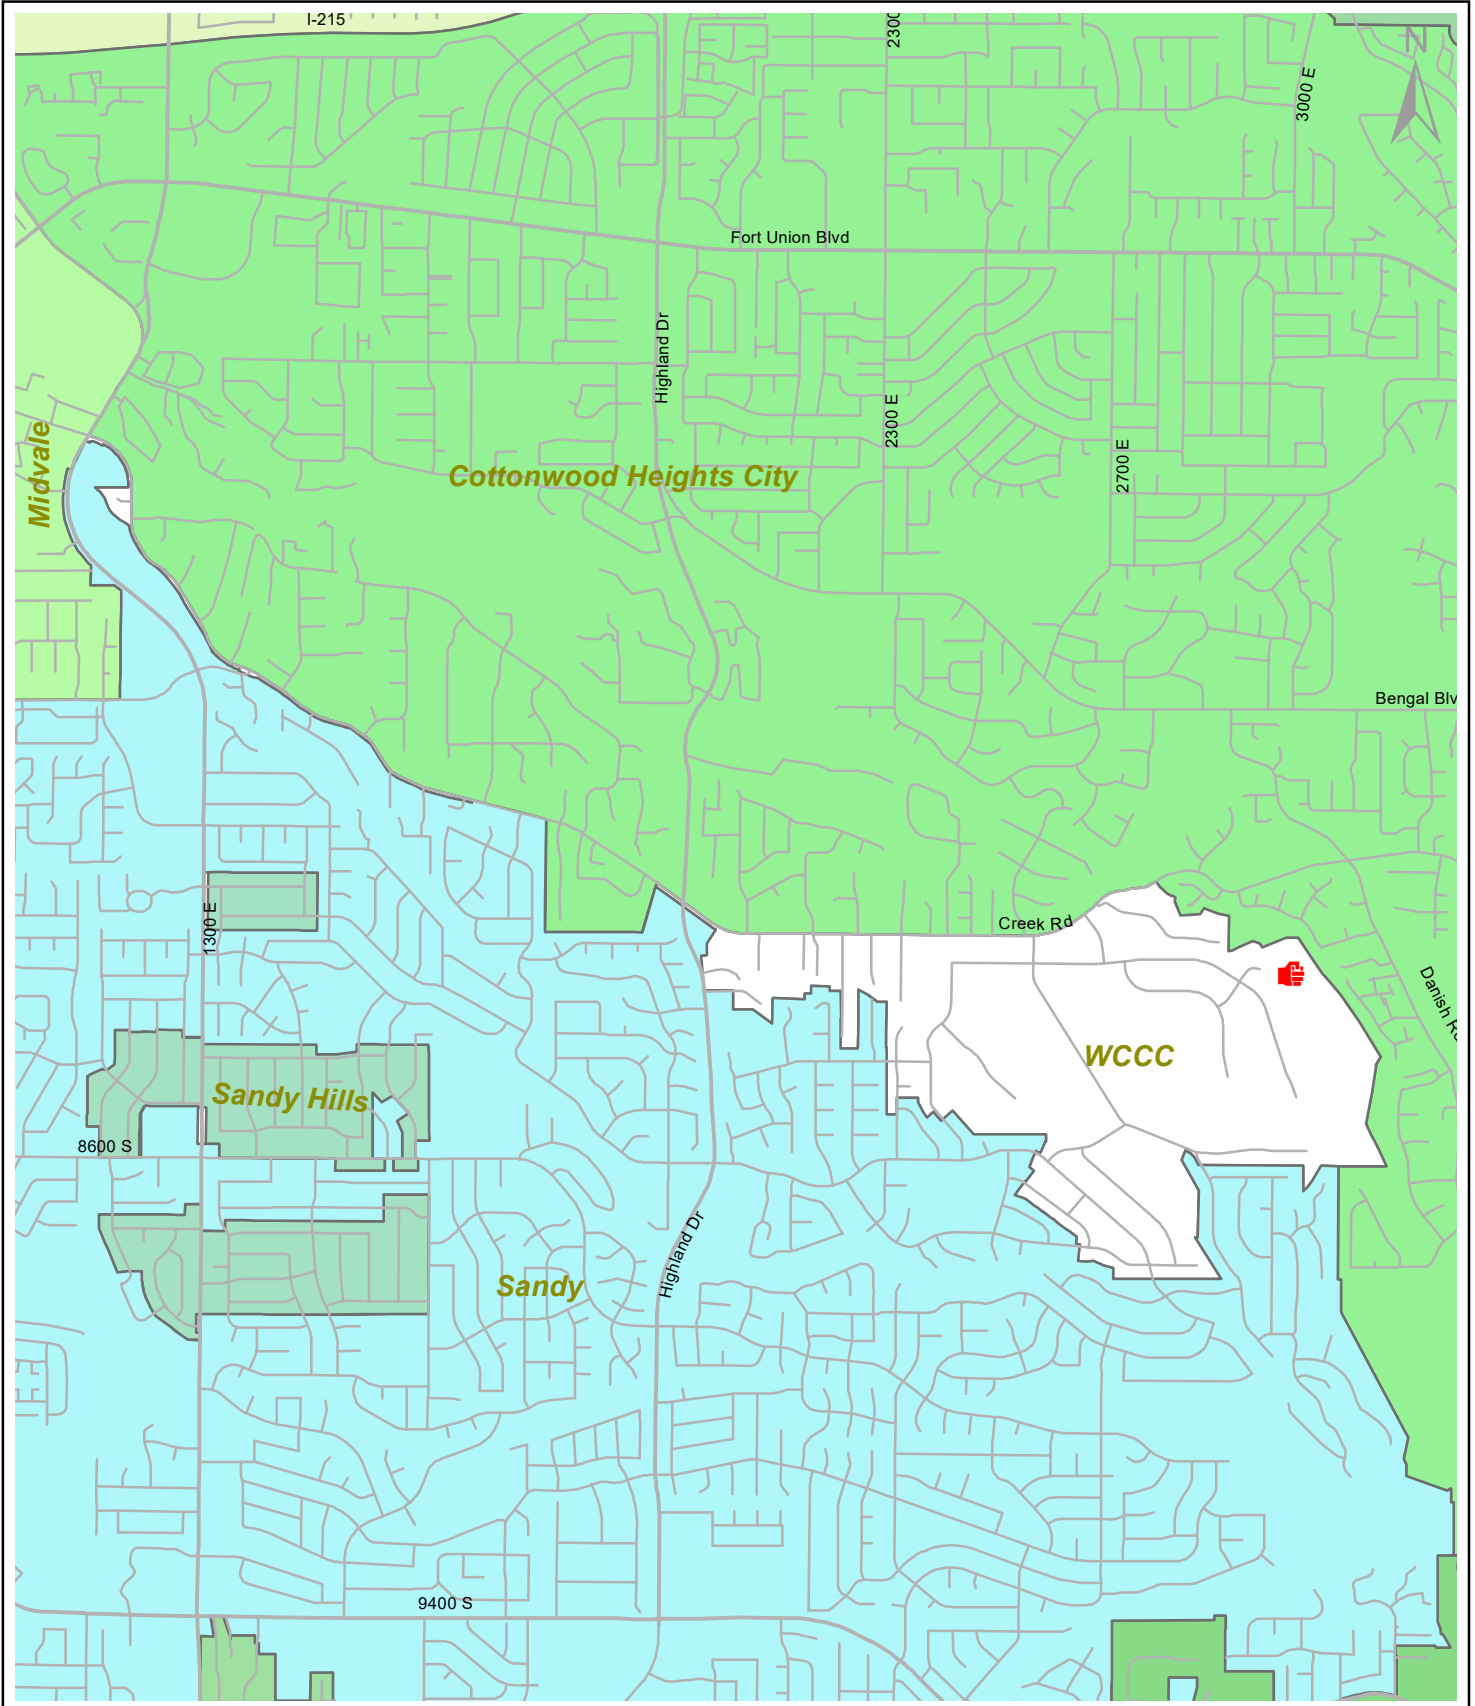 I-215
2300
N
3000 E
Fort Union Blvd
Highland Dr
2300 E
2700 E
Midvale
Cottonwood Heights City
Bengal Blv
1300 E
Creek Rd
Danish
WCCC
Sandy Hills
8600 S
Highland Dr
Sandy
9400 S